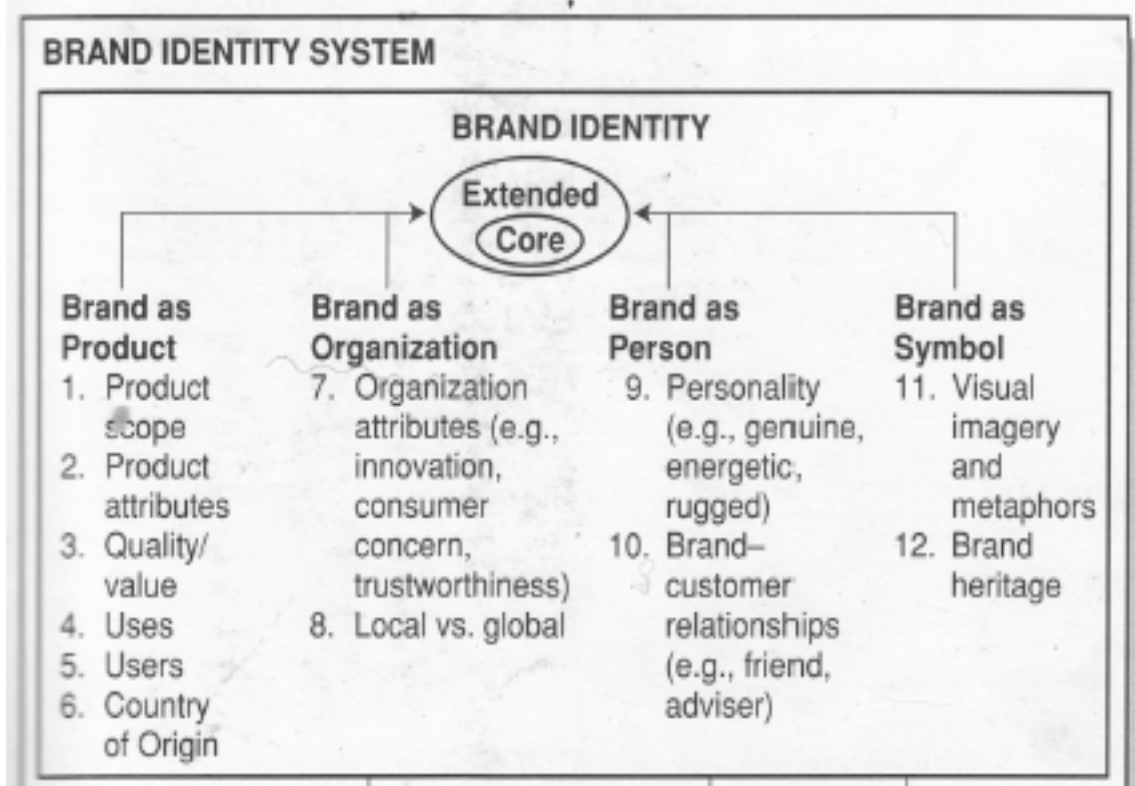 BRAND IDENTITY SYSTEM
BRAND IDENTITY
Extended
Core
Brand as
Product
1. Product
scope
2. Product
attributes
3. Quality/
value
4. Uses
5. Users
6. Country
of Origin
Brand as
Organization
7. Organization
attributes (e.g.,
innovation,
consumer
concern,
trustworthiness)
8. Local vs. global
Brand as
Person
9. Personality
(e.g., genuine,
energetic,
rugged)
10. Brand–
customer
relationships
(e.g., friend,
adviser)
Brand as
Symbol
11. Visual
imagery
and
metaphors
12. Brand
heritage